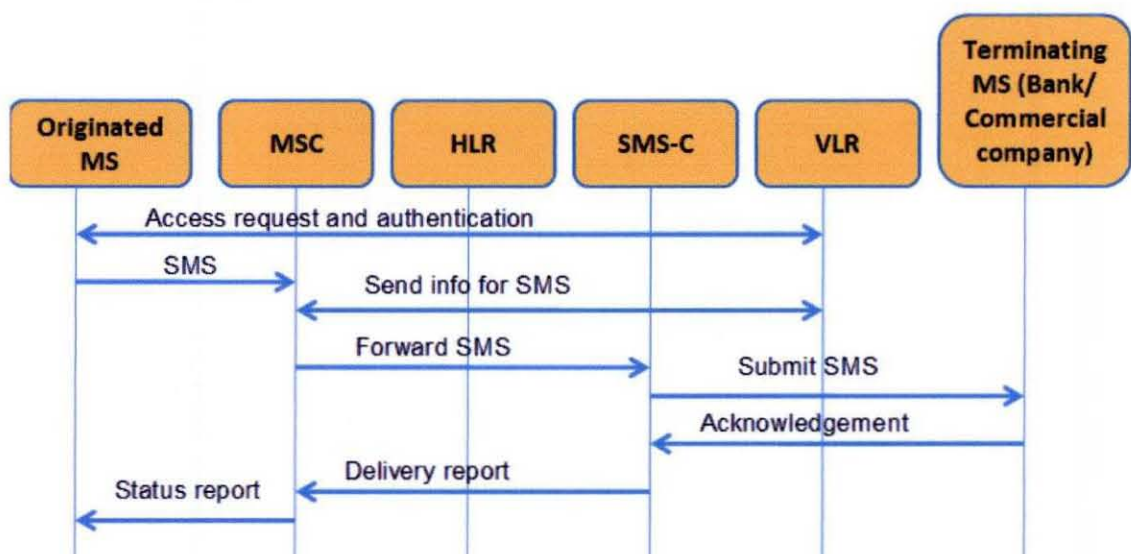 Originated
MS
MSC
HLR
SMS-C
VLR
Terminating
MS (Bank/
Commercial
company)
Access request and authentication
SMS
Send info for SMS
Forward SMS
Submit SMS
Acknowledgement
Delivery report
Status report